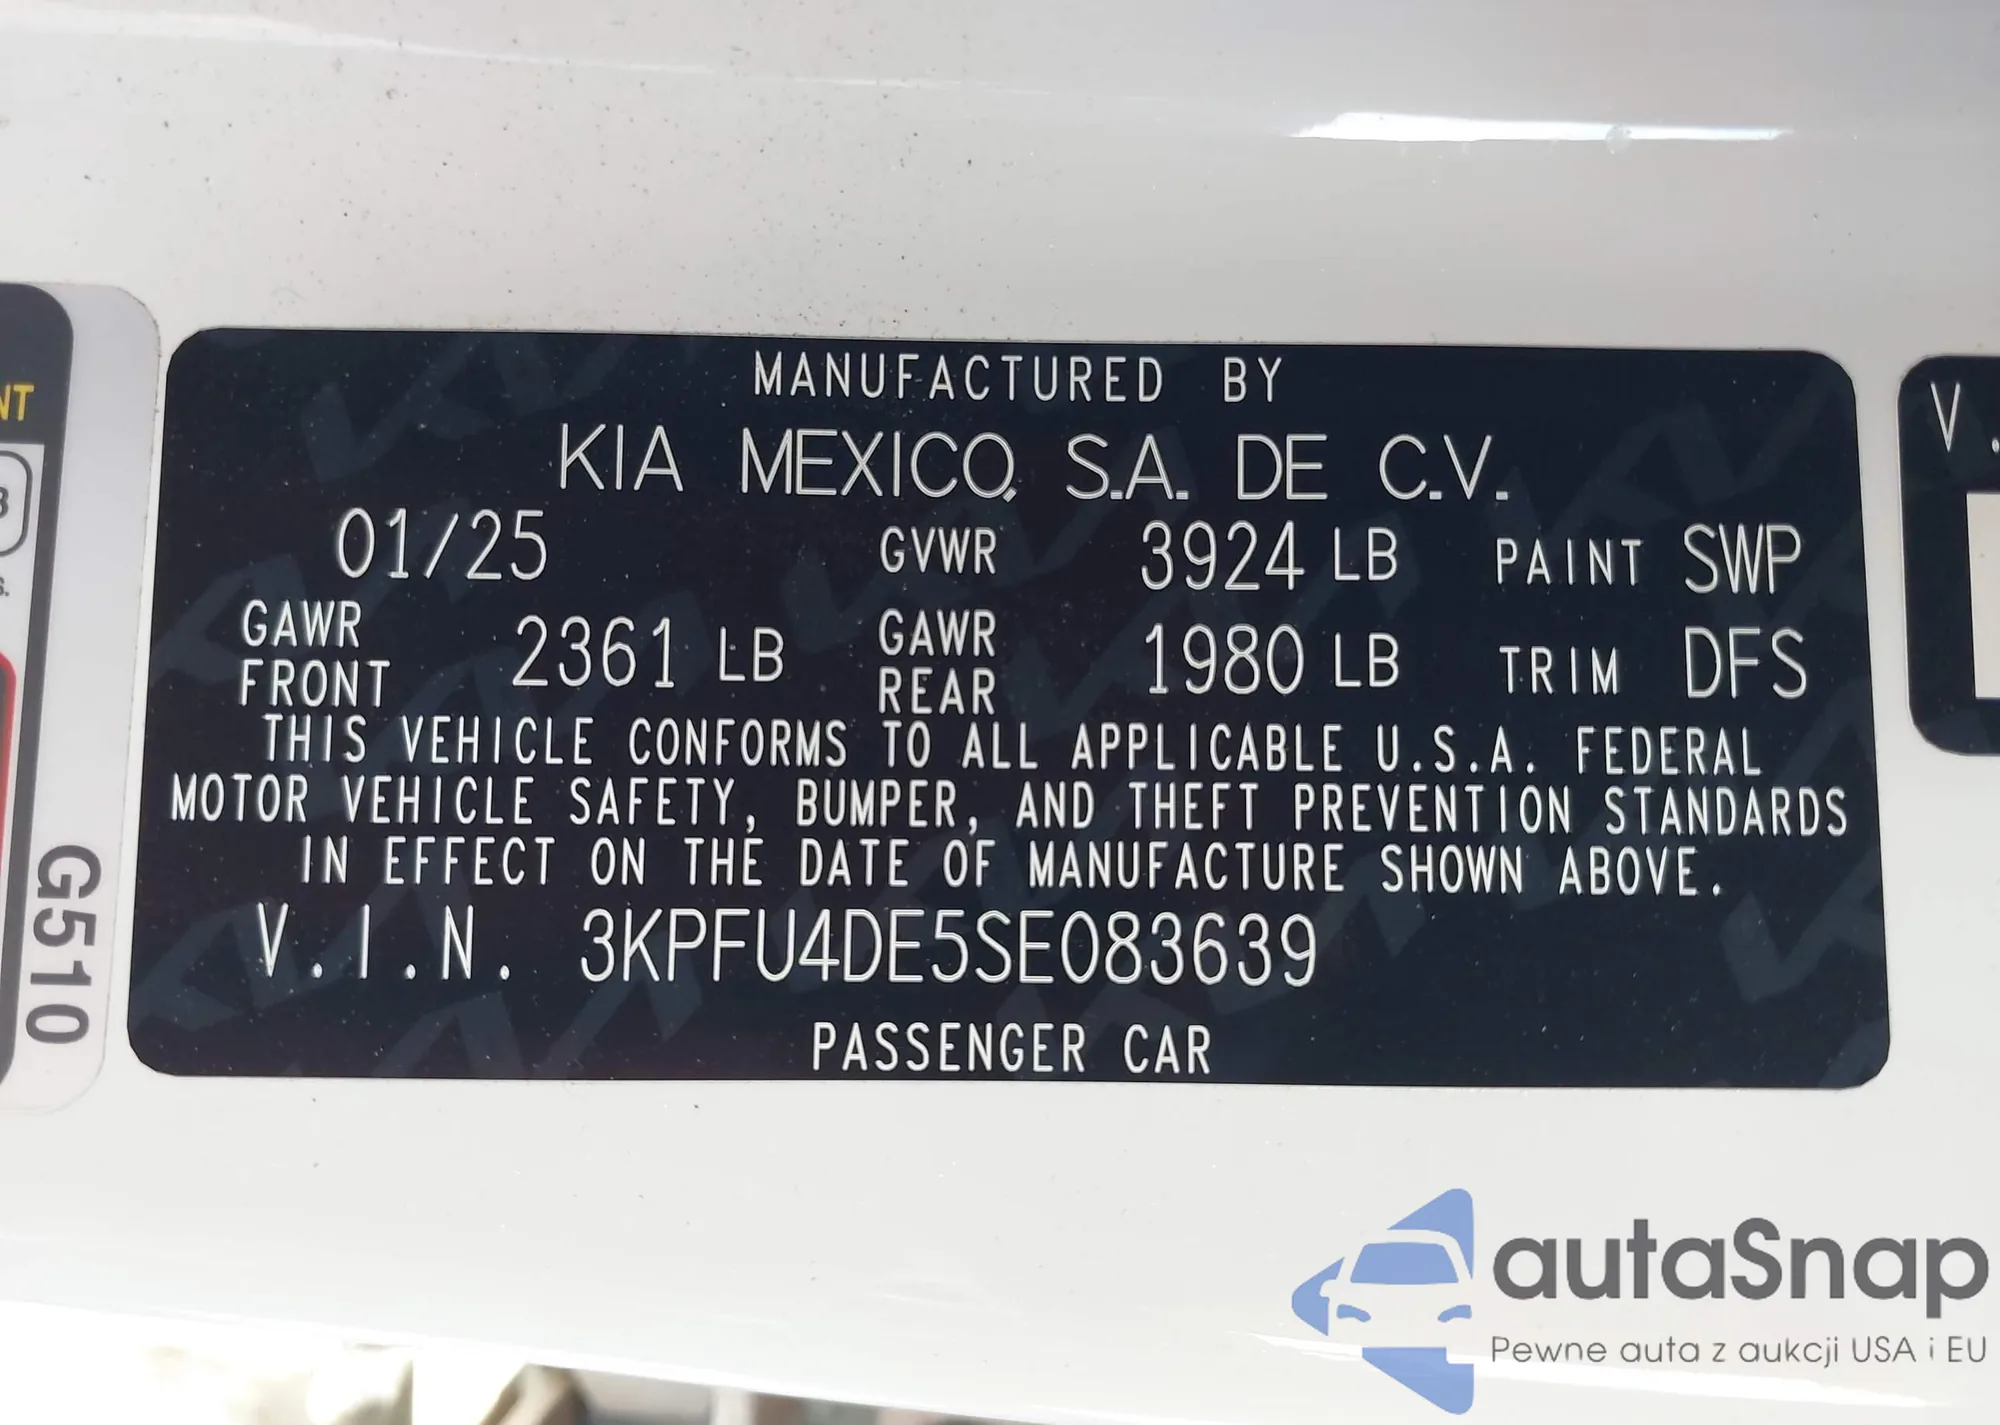 MANUFACTURED BY
KIA MEXICO, S.A. DE C.V.
01/25 GVWR 3924 LB PAINT SWP
GAWR FRONT 2361 LB GAWR REAR 1980 LB TRIM DFS
THIS VEHICLE CONFORMS TO ALL APPLICABLE U.S.A. FEDERAL
MOTOR VEHICLE SAFETY, BUMPER, AND THEFT PREVENTION STANDARDS
IN EFFECT ON THE DATE OF MANUFACTURE SHOWN ABOVE.
V.I.N. 3KPFU4DE5SE083639
PASSENGER CAR
G510
V.
autaSnap
Pewne auta z aukcji USA i EU